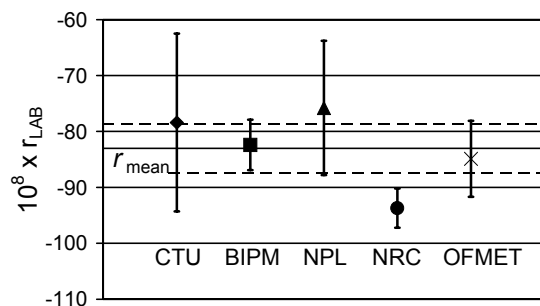 -60
-70
-80
-90
-100
-110
10⁸ x r_LAB
r_mean
CTU BIPM NPL NRC OFMET